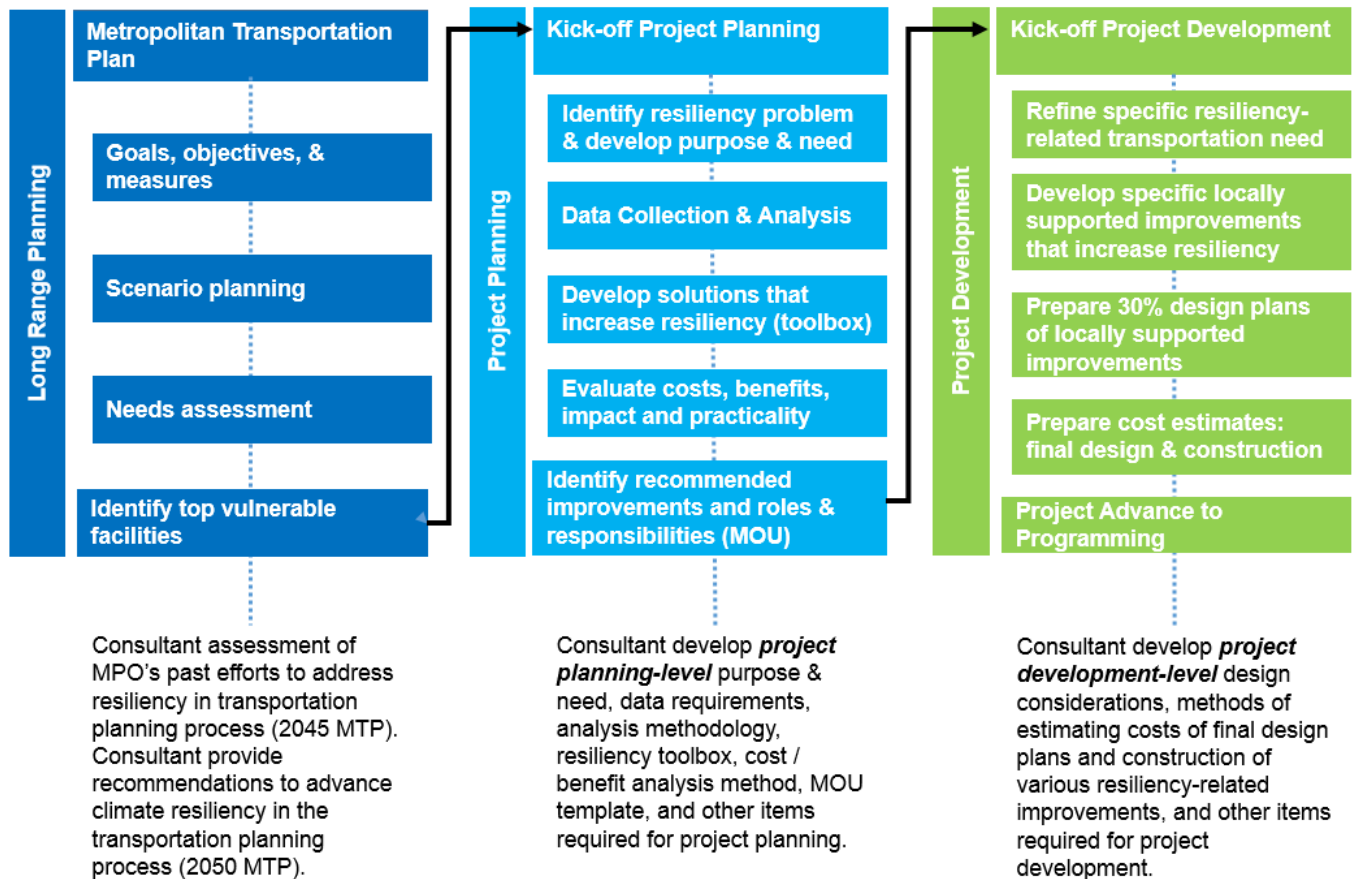 Long Range Planning
Metropolitan Transportation
Plan
Goals, objectives, &
measures
Scenario planning
Needs assessment
Identify top vulnerable
facilities
Consultant assessment of
MPO's past efforts to address
resiliency in transportation
planning process (2045 MTP).
Consultant provide
recommendations to advance
climate resiliency in the
transportation planning
process (2050 MTP).
Project Planning
Kick-off Project Planning
Identify resiliency problem
& develop purpose & need
Data Collection & Analysis
Develop solutions that
increase resiliency (toolbox)
Evaluate costs, benefits,
impact and practicality
Identify recommended
improvements and roles &
responsibilities (MOU)
Consultant develop project
planning-level purpose &
need, data requirements,
analysis methodology,
resiliency toolbox, cost /
benefit analysis method, MOU
template, and other items
required for project planning.
Project Development
Kick-off Project Development
Refine specific resiliency-
related transportation need
Develop specific locally
supported improvements
that increase resiliency
Prepare 30% design plans
of locally supported
improvements
Prepare cost estimates:
final design & construction
Project Advance to
Programming
Consultant develop project
development-level design
considerations, methods of
estimating costs of final design
plans and construction of
various resiliency-related
improvements, and other items
required for project
development.